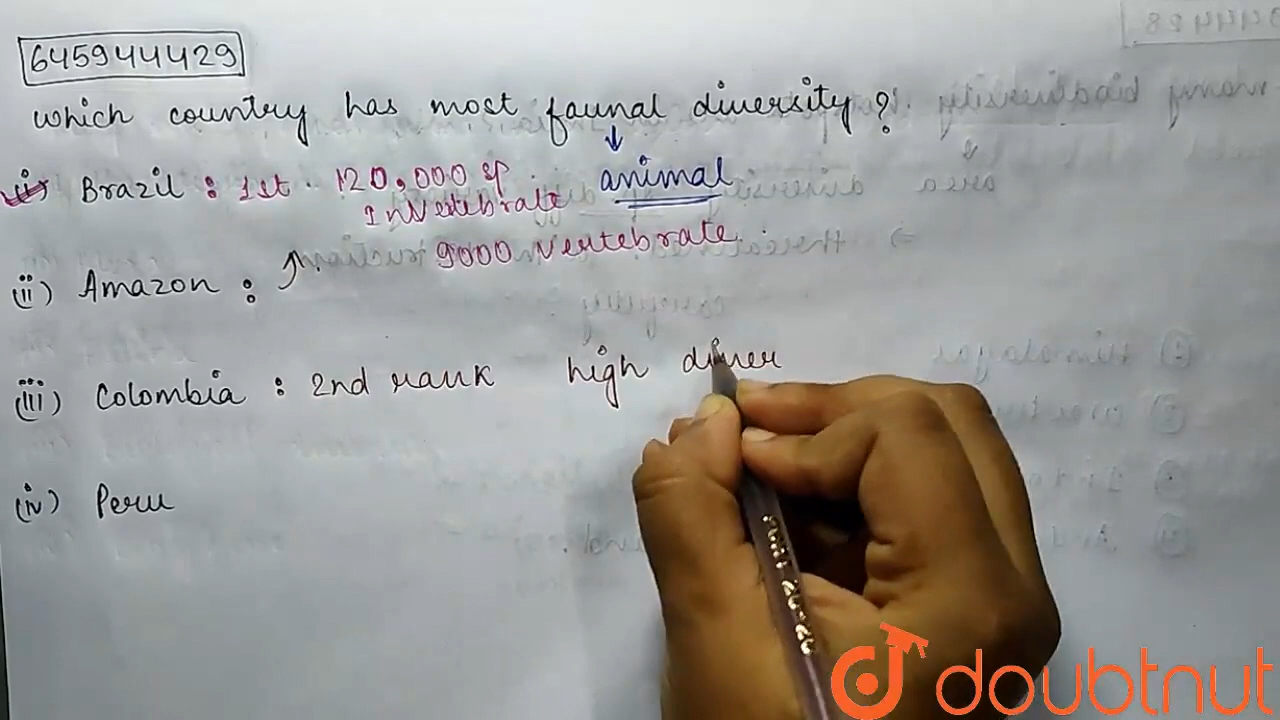 645944429
which country has most faunal diversity ?
(i) Brazil : 1st . 120,000 sp animal
Invertebrate
9000 vertebrate .
(ii) Amazon :
(iii) Colombia : 2nd rank high diver
(iv) Peru
doubtnut